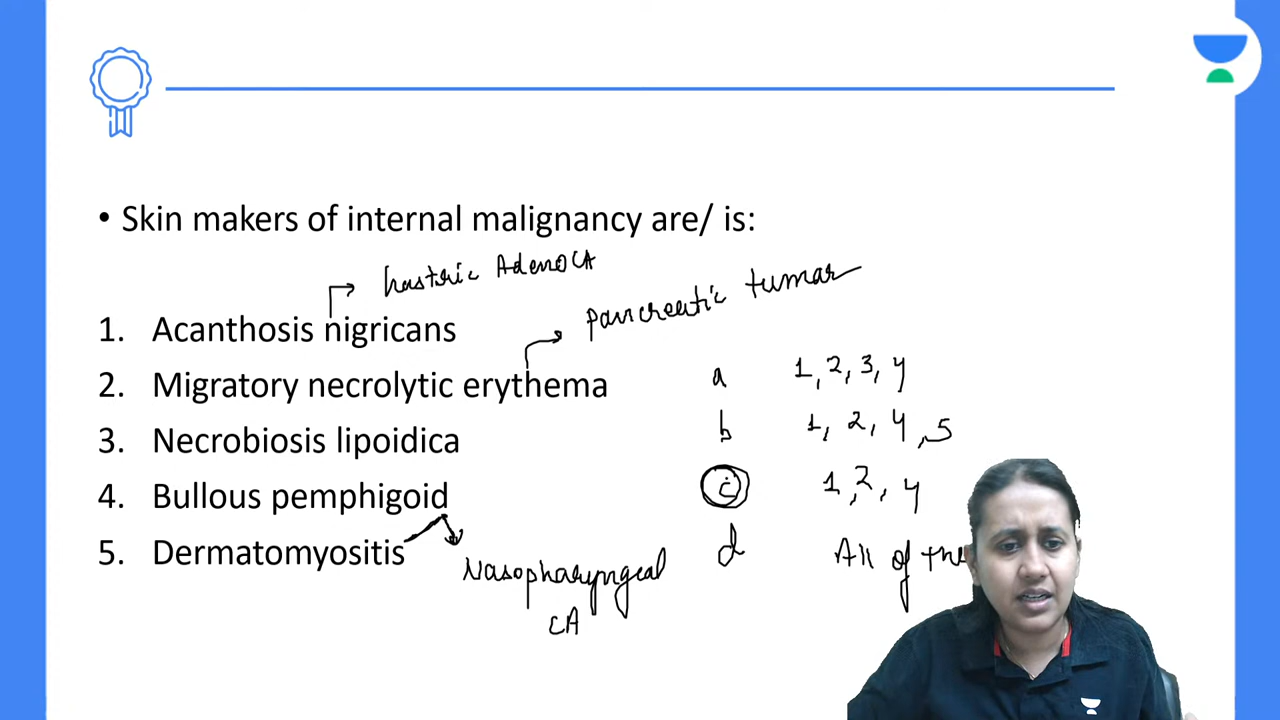 • Skin makers of internal malignancy are/ is:
Gastric AdenoCA
pancreatic tumar
1. Acanthosis nigricans
2. Migratory necrolytic erythema
a 1, 2, 3, 4
3. Necrobiosis lipoidica
b 1, 2, 4, 5
4. Bullous pemphigoid
c 1, 2, 4
5. Dermatomyositis
d All of the
Nasopharyngeal
CA